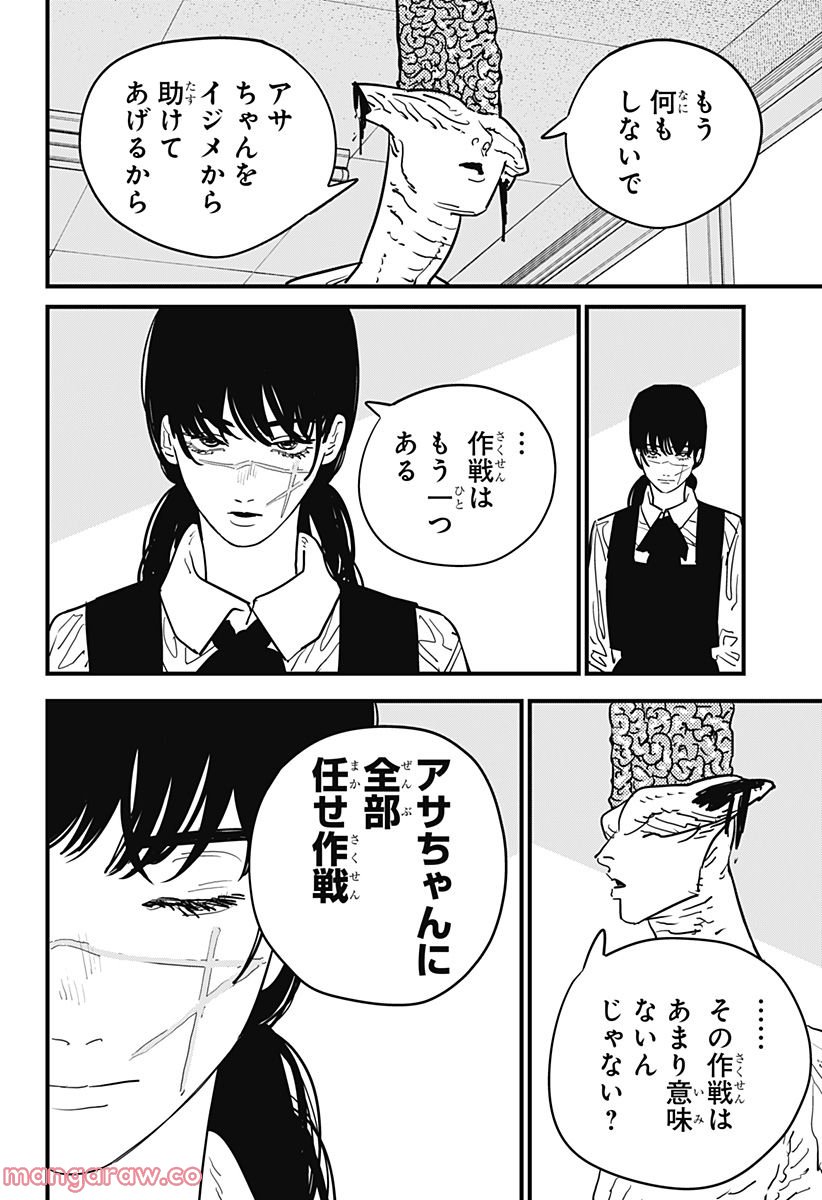 もう
何も
しないで
アサ
ちゃんを
イジメから
助けて
あげるから
…
作戦は
もう一つ
ある
……
その作戦は
あまり意味
ないん
じゃない?
アサちゃんに
全部
任せ作戦
mangaraw.co